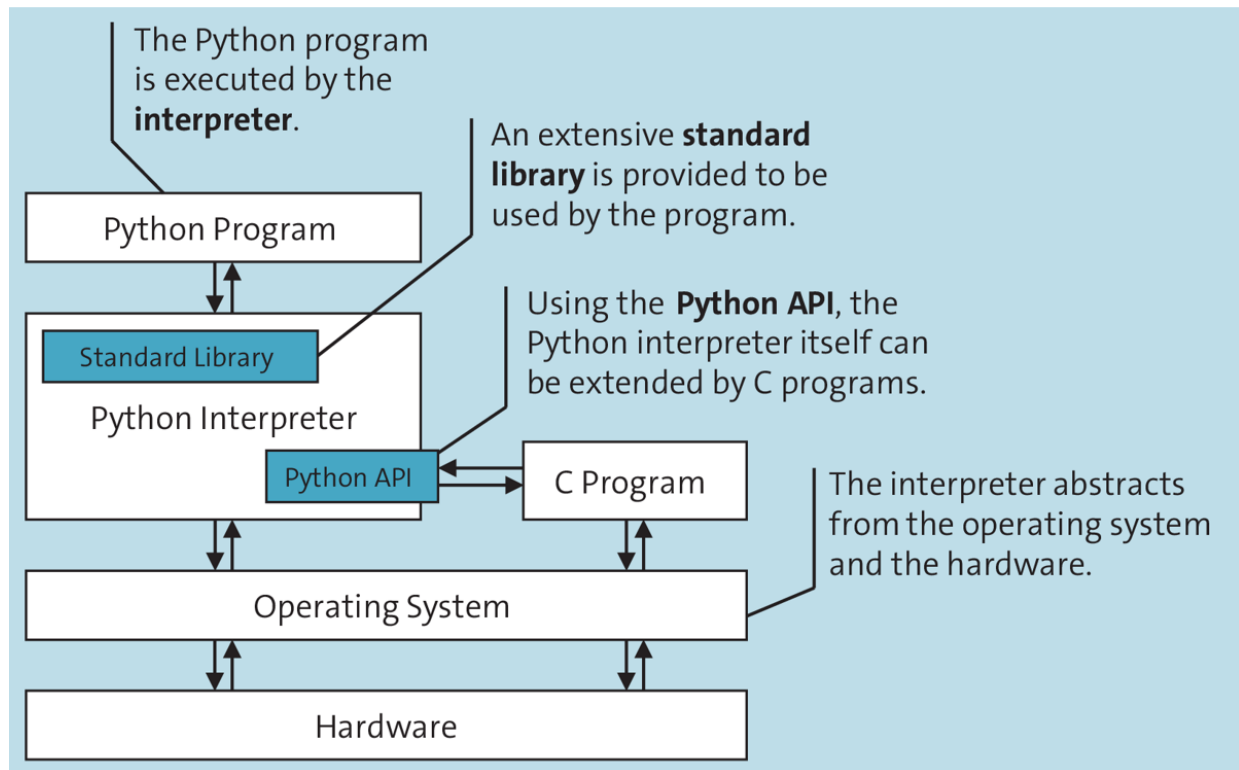 The Python program
is executed by the
interpreter.
An extensive standard
library is provided to be
used by the program.
Python Program
Using the Python API, the
Python interpreter itself can
be extended by C programs.
Standard Library
Python Interpreter
Python API
C Program
The interpreter abstracts
from the operating system
and the hardware.
Operating System
Hardware